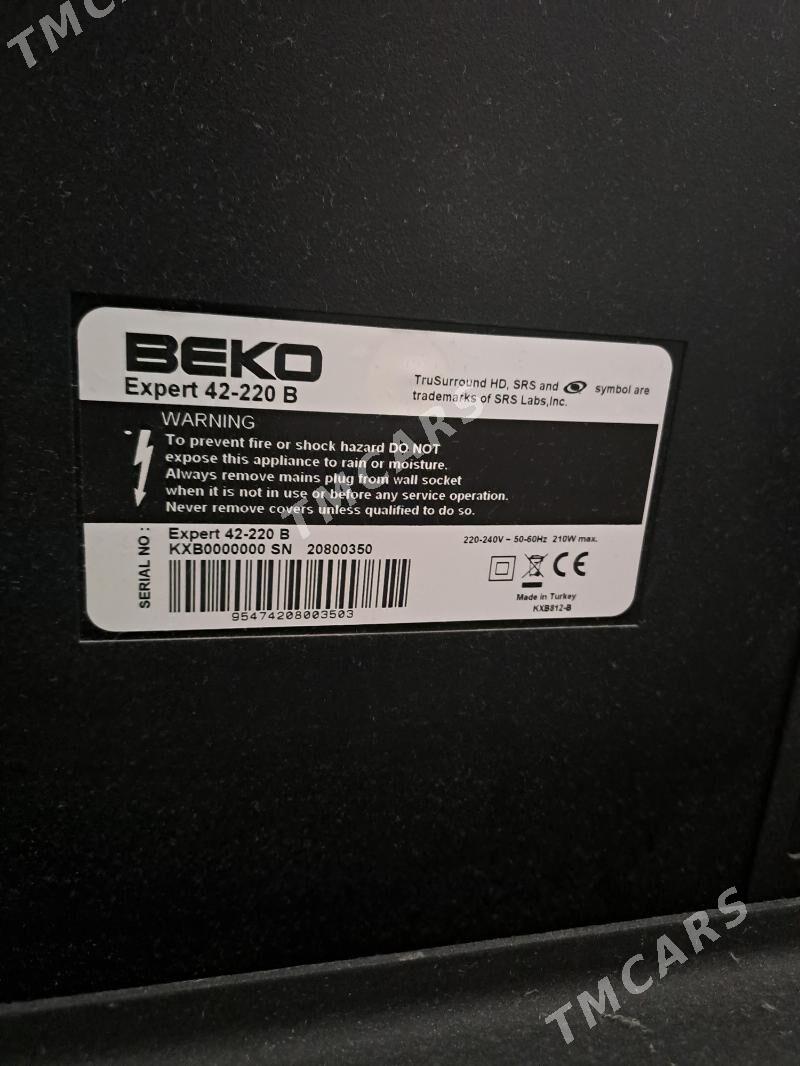 TMCARS
BEKO
Expert 42-220 B
TruSurround HD, SRS and symbol are
trademarks of SRS Labs,Inc.
WARNING
To prevent fire or shock hazard DO NOT
expose this appliance to rain or moisture.
Always remove mains plug from wall socket
when it is not in use or before any service operation.
Never remove covers unless qualified to do so.
TMCARS
SERIAL NO :
Expert 42-220 B
KXB0000000 SN 20800350
95474208003503
220-240V ~ 50-60Hz 210W max.
CE
Made in Turkey
KXB812-B
TMCARS